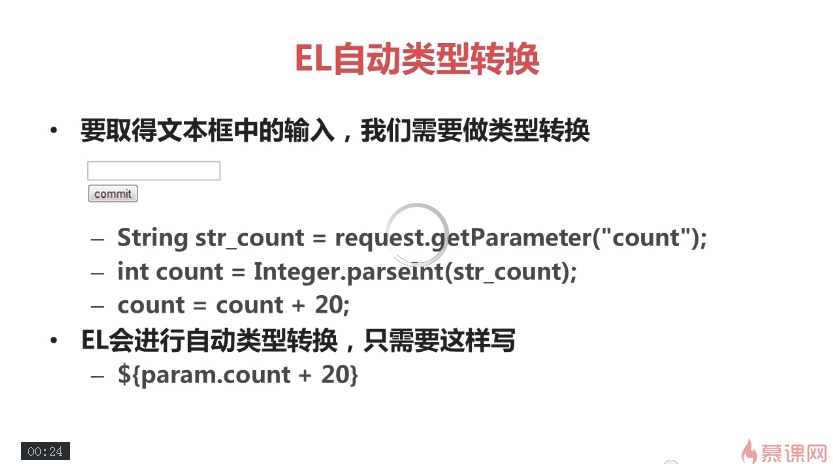 EL自动类型转换
• 要取得文本框中的输入，我们需要做类型转换
commit
– String str_count = request.getParameter("count");
– int count = Integer.parseInt(str_count);
– count = count + 20;
• EL会进行自动类型转换，只需要这样写
– ${param.count + 20}
00:24
慕课网